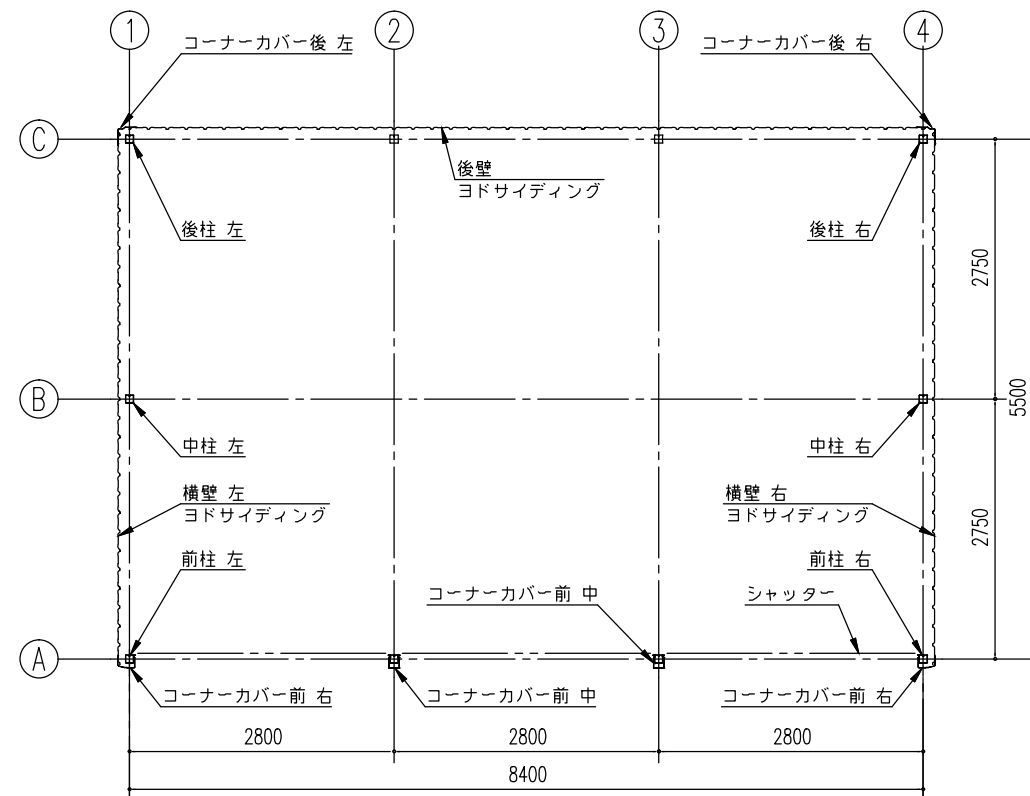 1
2
3
4
コーナーカバー後 左
コーナーカバー後 右
C
後壁
ヨドサイディング
後柱 左
後柱 右
2750
B
5500
中柱 左
中柱 右
横壁 左
ヨドサイディング
横壁 右
ヨドサイディング
2750
前柱 左
前柱 右
コーナーカバー前 中
シャッター
A
コーナーカバー前 右
コーナーカバー前 中
コーナーカバー前 右
2800
2800
2800
8400